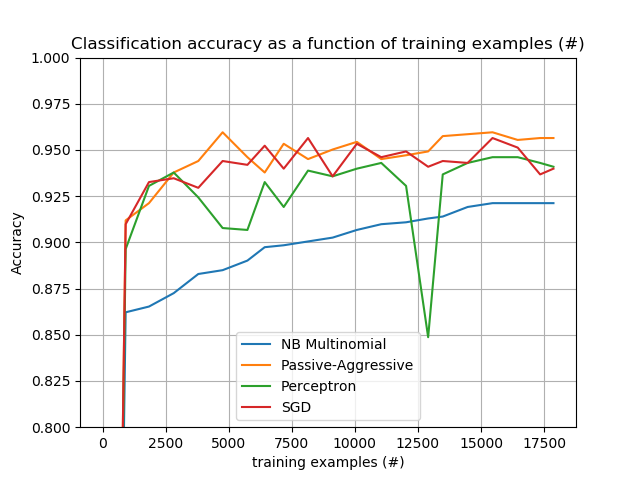 Classification accuracy as a function of training examples (#)
1.000
0.975
0.950
0.925
0.900
0.875
0.850
0.825
0.800
Accuracy
NB Multinomial
Passive-Aggressive
Perceptron
SGD
0 2500 5000 7500 10000 12500 15000 17500
training examples (#)